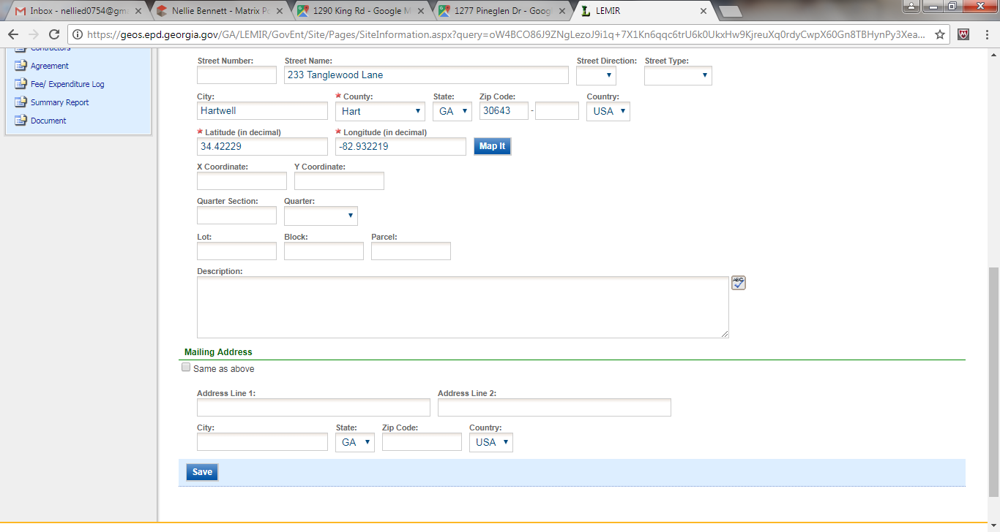 Inbox - nellied0754@gma
Nellie Bennett - Matrix Po
1290 King Rd - Google M
1277 Pineglen Dr - Goog
LEMIR
https://geos.epd.georgia.gov/GA/LEMIR/GovEnt/Site/Pages/SiteInformation.aspx?query=oW4BCO86J9ZNgLezoJ9i1q+7X1Kn6qqc6trU6k0UkxHw9KjreuXq0rdyCwpX60Gn8TBHynPy3Xea...
Contractors
Agreement
Fee/ Expenditure Log
Summary Report
Document
Street Number: Street Name: Street Direction: Street Type:
233 Tanglewood Lane
City: * County: State: Zip Code: Country:
Hartwell Hart GA 30643 - USA
* Latitude (in decimal) * Longitude (in decimal)
34.42229 -82.932219 Map It
X Coordinate: Y Coordinate:
Quarter Section: Quarter:
Lot: Block: Parcel:
Description:
ABC
Mailing Address
Same as above
Address Line 1: Address Line 2:
City: State: Zip Code: Country:
GA USA
Save